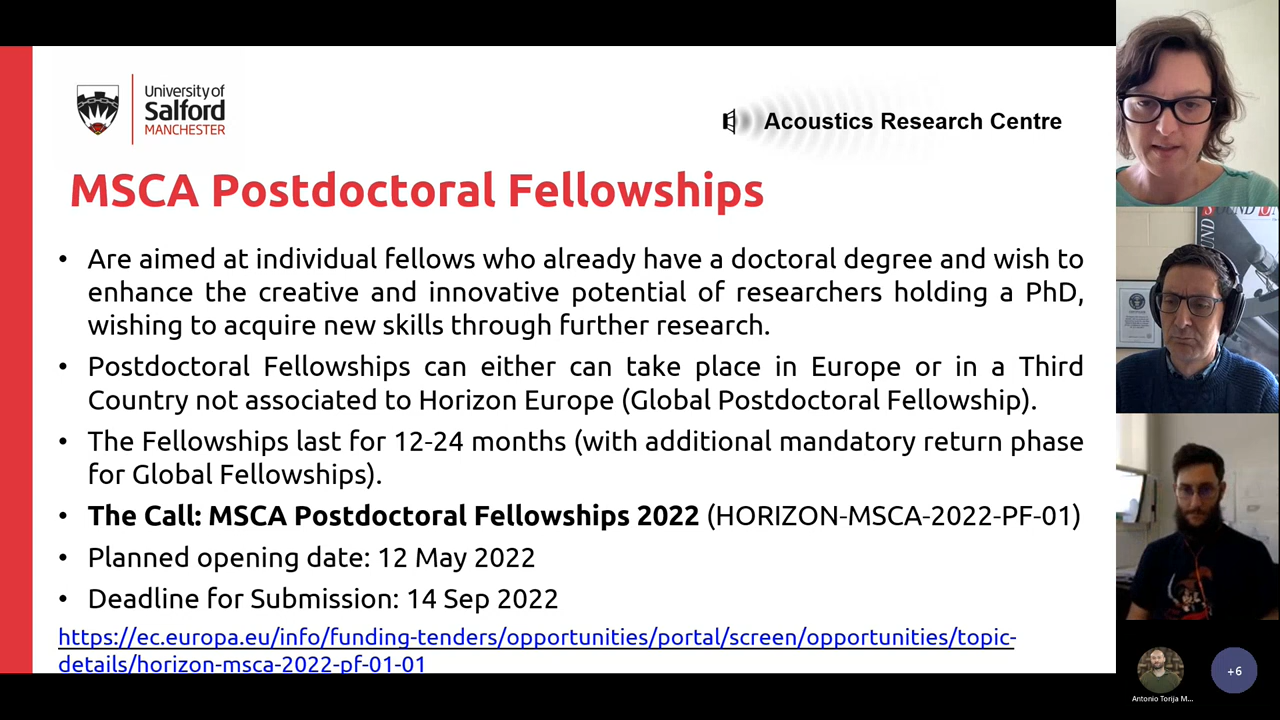 University of
Salford
MANCHESTER
Acoustics Research Centre
MSCA Postdoctoral Fellowships
• Are aimed at individual fellows who already have a doctoral degree and wish to
enhance the creative and innovative potential of researchers holding a PhD,
wishing to acquire new skills through further research.
• Postdoctoral Fellowships can either can take place in Europe or in a Third
Country not associated to Horizon Europe (Global Postdoctoral Fellowship).
• The Fellowships last for 12-24 months (with additional mandatory return phase
for Global Fellowships).
• The Call: MSCA Postdoctoral Fellowships 2022 (HORIZON-MSCA-2022-PF-01)
• Planned opening date: 12 May 2022
• Deadline for Submission: 14 Sep 2022
https://ec.europa.eu/info/funding-tenders/opportunities/portal/screen/opportunities/topic-
details/horizon-msca-2022-pf-01-01
Antonio Torija M...
+6